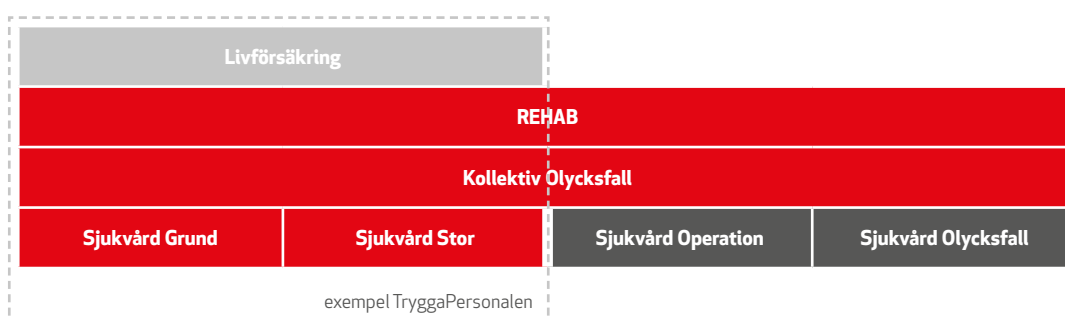 Livförsäkring
REHAB
Kollektiv Olycksfall
Sjukvård Grund Sjukvård Stor Sjukvård Operation Sjukvård Olycksfall
exempel TryggaPersonalen